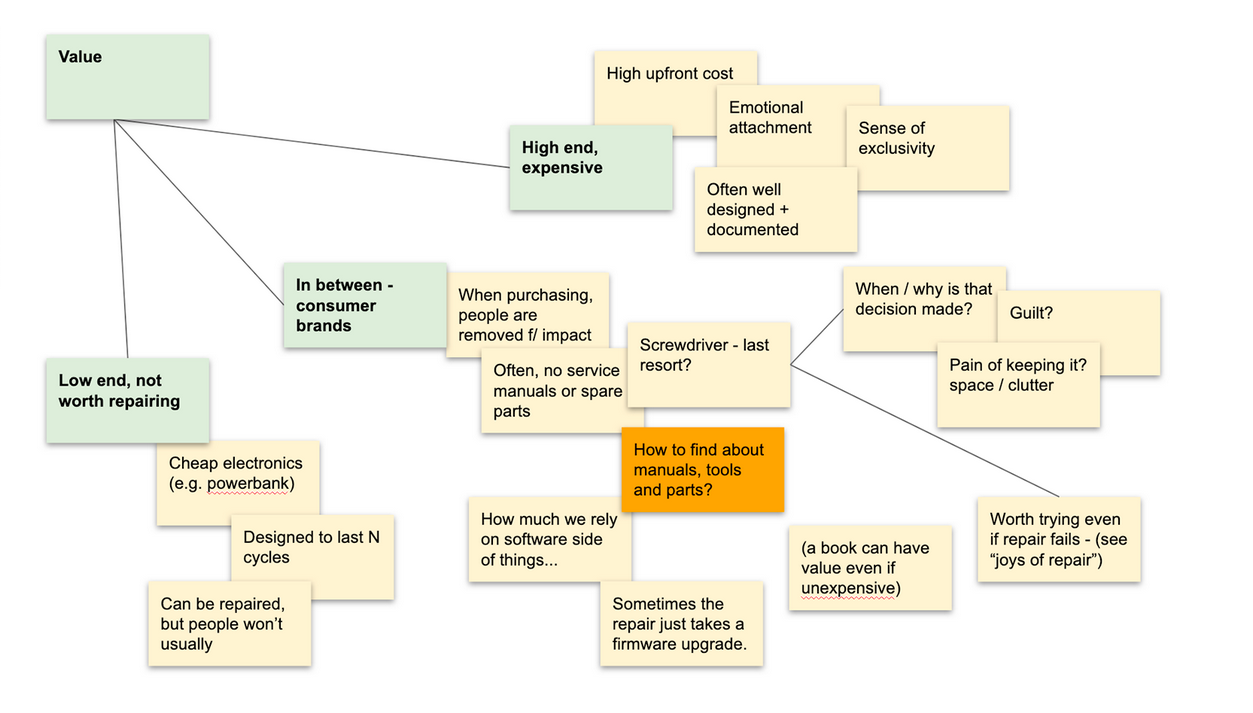 Value
High upfront cost
Emotional
attachment
Sense of
exclusivity
High end,
expensive
Often well
designed +
documented
In between -
consumer
brands
When purchasing,
people are
removed f/ impact
Often, no service
manuals or spare
parts
Screwdriver - last
resort?
When / why is that
decision made?
Guilt?
Pain of keeping it?
space / clutter
Low end, not
worth repairing
Cheap electronics
(e.g. powerbank)
Designed to last N
cycles
Can be repaired,
but people won't
usually
How to find about
manuals, tools
and parts?
How much we rely
on software side
of things...
Sometimes the
repair just takes a
firmware upgrade.
(a book can have
value even if
unexpensive)
Worth trying even
if repair fails - (see
“joys of repair”)